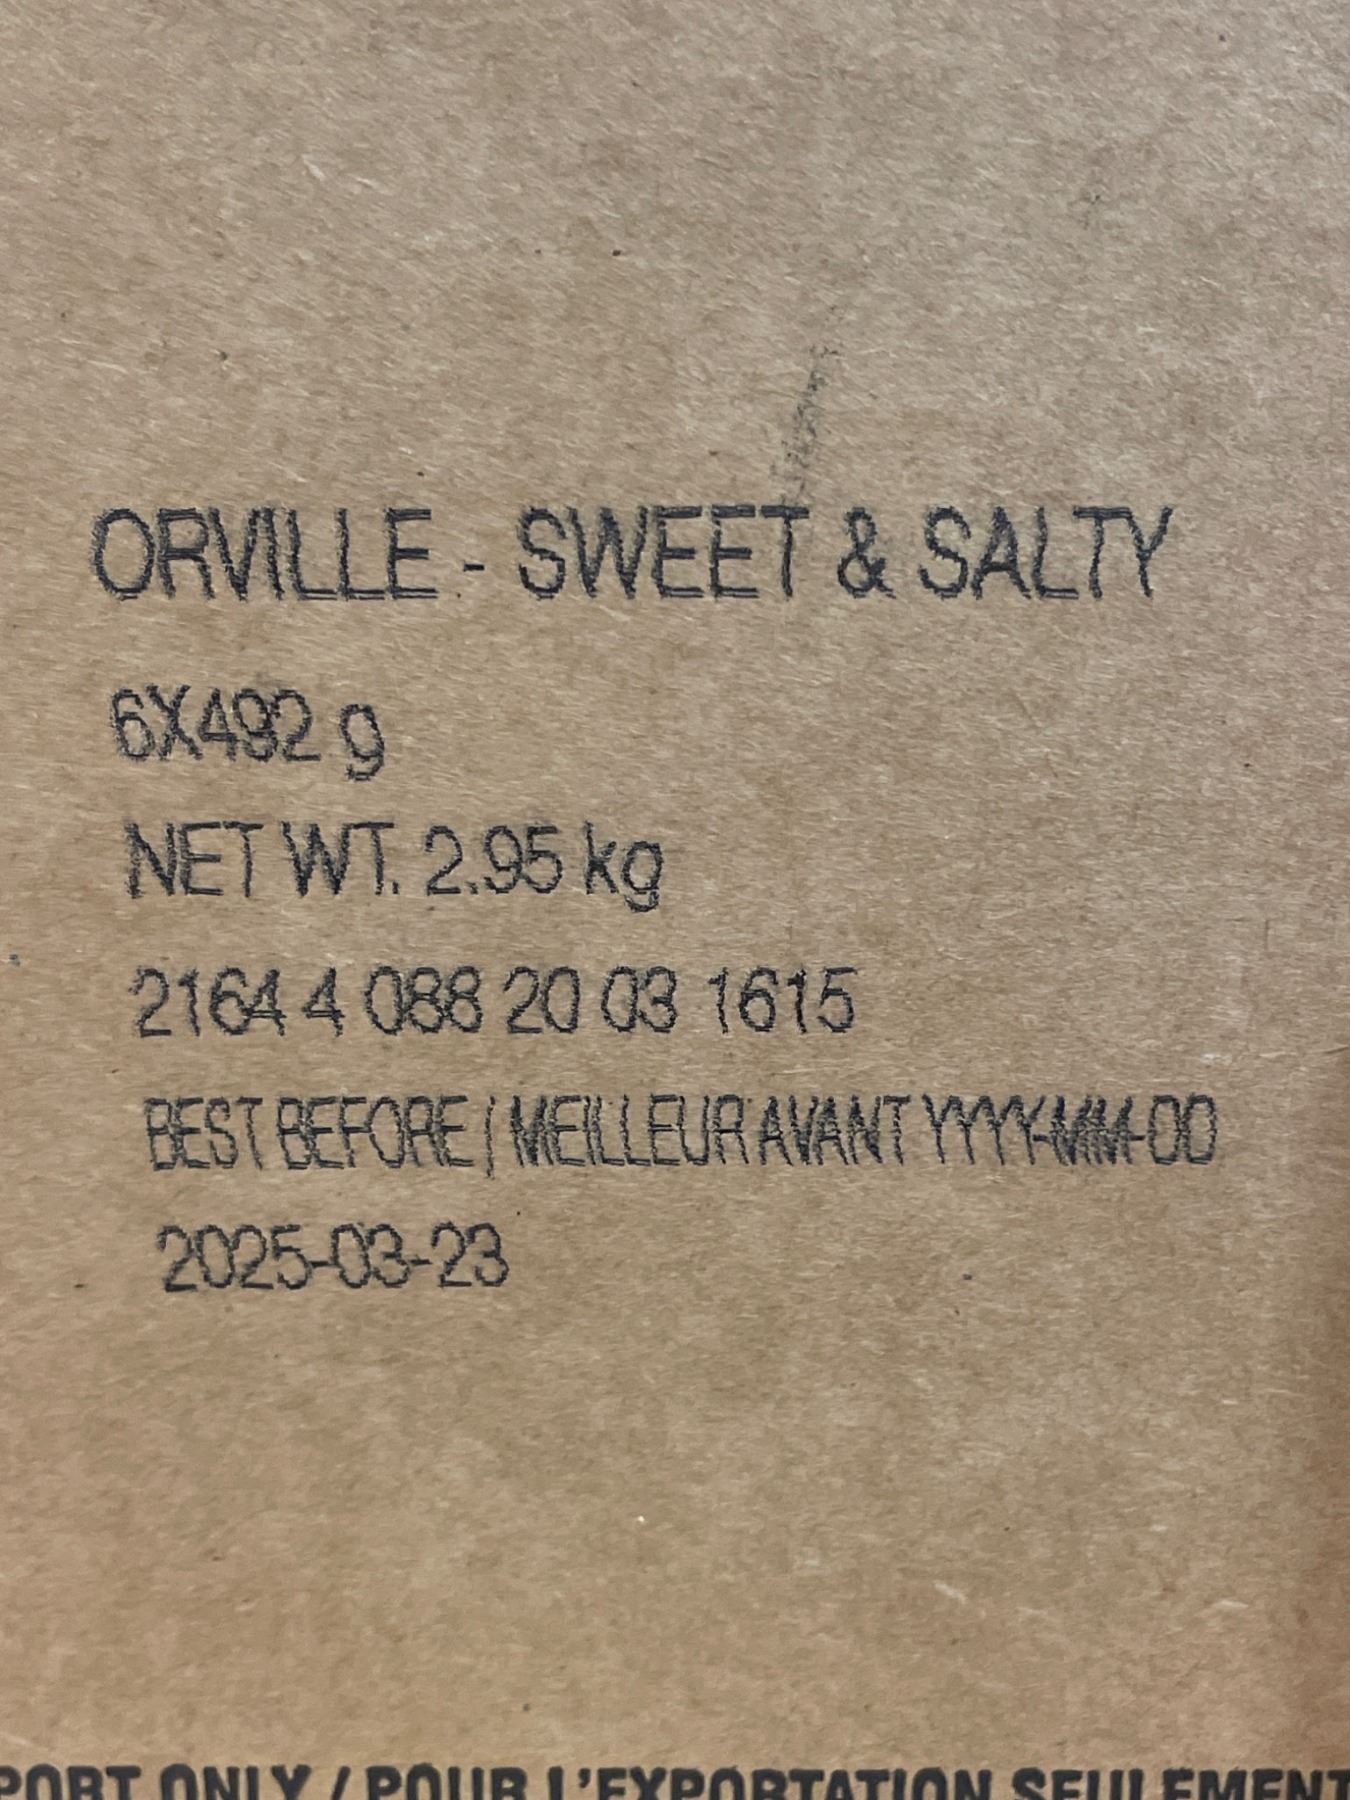 ORVILLE - SWEET & SALTY
6X492 g
NET WT. 2.95 kg
2164 4 088 20 03 1615
BEST BEFORE / MEILLEUR AVANT YYYY-MM-DD
2025-03-23
PORT ONLY / POUR L'EXPORTATION SEULEMENT